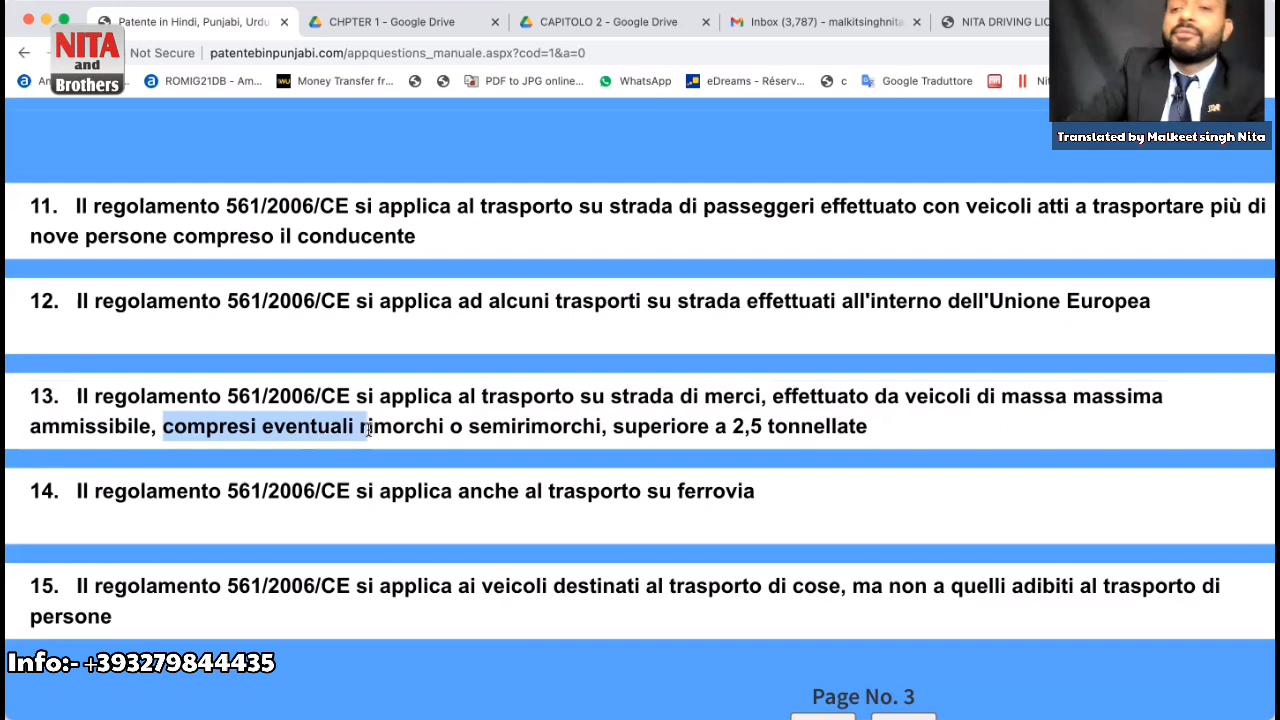 Patente in Hindi, Punjabi, Urdu
CHPTER 1 - Google Drive
CAPITOLO 2 - Google Drive
Inbox (3,787) - malkitsinghnita
NITA DRIVING LIC
NITA
and
Brothers
Not Secure
patentebinpunjabi.com/appquestions_manuale.aspx?cod=1&a=0
ROMIG21DB - Am...
Money Transfer fr...
PDF to JPG online...
WhatsApp
eDreams - Réserv...
c
Google Traduttore
Translated by Malkeet singh Nita
11. Il regolamento 561/2006/CE si applica al trasporto su strada di passeggeri effettuato con veicoli atti a trasportare più di
nove persone compreso il conducente
12. Il regolamento 561/2006/CE si applica ad alcuni trasporti su strada effettuati all'interno dell'Unione Europea
13. Il regolamento 561/2006/CE si applica al trasporto su strada di merci, effettuato da veicoli di massa massima
ammissibile, compresi eventuali rimorchi o semirimorchi, superiore a 2,5 tonnellate
14. Il regolamento 561/2006/CE si applica anche al trasporto su ferrovia
15. Il regolamento 561/2006/CE si applica ai veicoli destinati al trasporto di cose, ma non a quelli adibiti al trasporto di
persone
Info:- +393279844435
Page No. 3